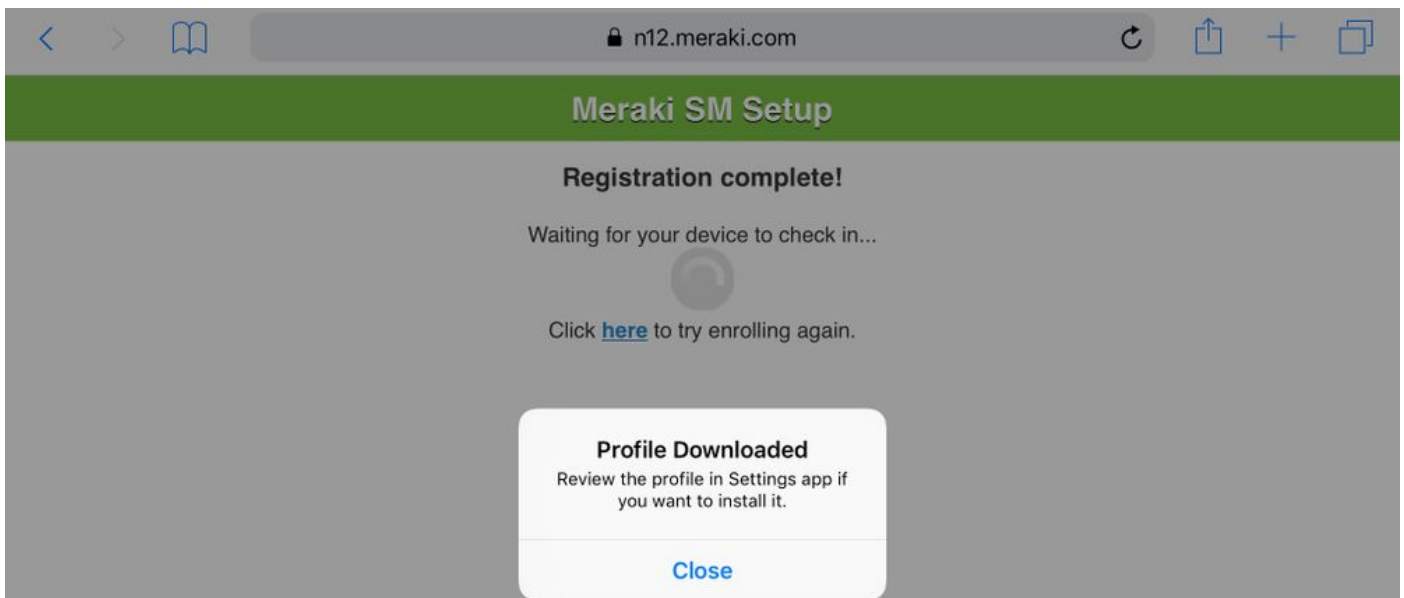 n12.meraki.com
Meraki SM Setup
Registration complete!
Waiting for your device to check in...
Click here to try enrolling again.
Profile Downloaded
Review the profile in Settings app if
you want to install it.
Close